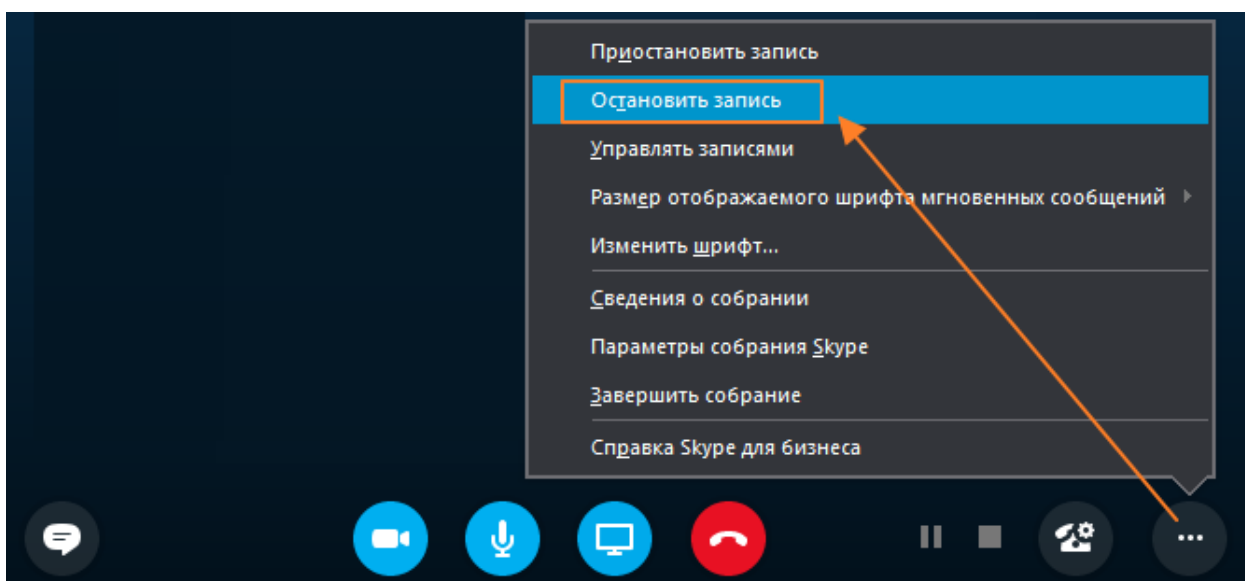 Приостановить запись
Остановить запись
Управлять записями
Размер отображаемого шрифта мгновенных сообщений
Изменить шрифт...
Сведения о собрании
Параметры собрания Skype
Завершить собрание
Справка Skype для бизнеса